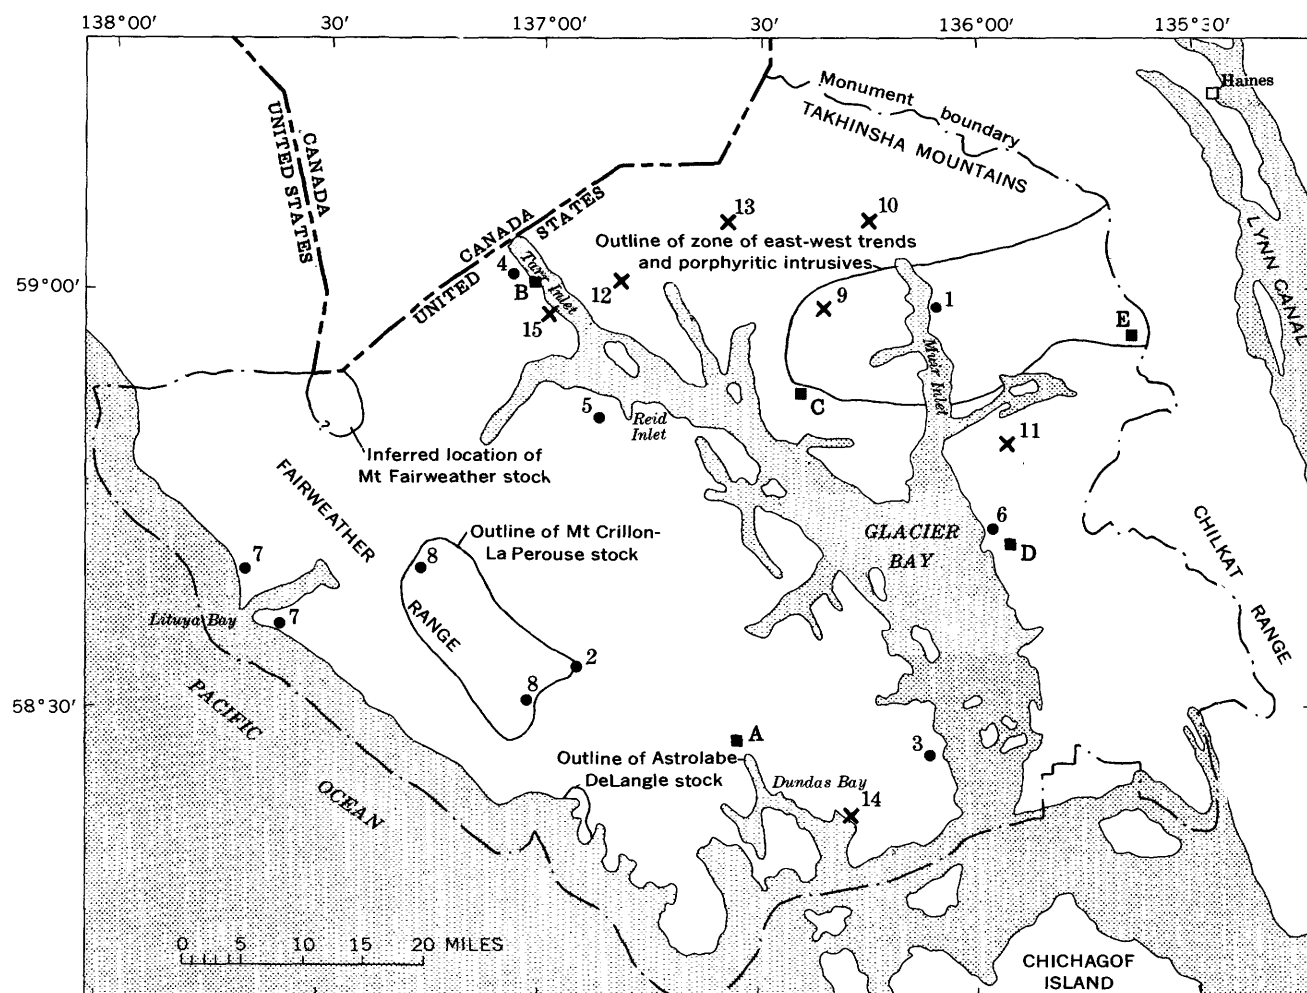 138°00′ 30′ 137°00′ 30′ 136°00′ 135°30′
Haines
Monument boundary
TAKHINSHA MOUNTAINS
CANADA
UNITED STATES
CANADA
UNITED STATES
LYNN CANAL
13
10
Outline of zone of east-west trends
and porphyritic intrusives
59°00′
4
B
Tarr Inlet
12
15
9
1
E
Muir Inlet
C
5
Reid
Inlet
11
Inferred location of
Mt Fairweather stock
?
FAIRWEATHER
RANGE
Outline of Mt Crillon-
La Perouse stock
8
GLACIER
BAY
6
D
CHILKAT RANGE
7
Lituya Bay
7
2
8
58°30′
PACIFIC
OCEAN
A
3
Outline of Astrolabe-
DeLangle stock
Dundas Bay
14
0 5 10 15 20 MILES
CHICHAGOF
ISLAND